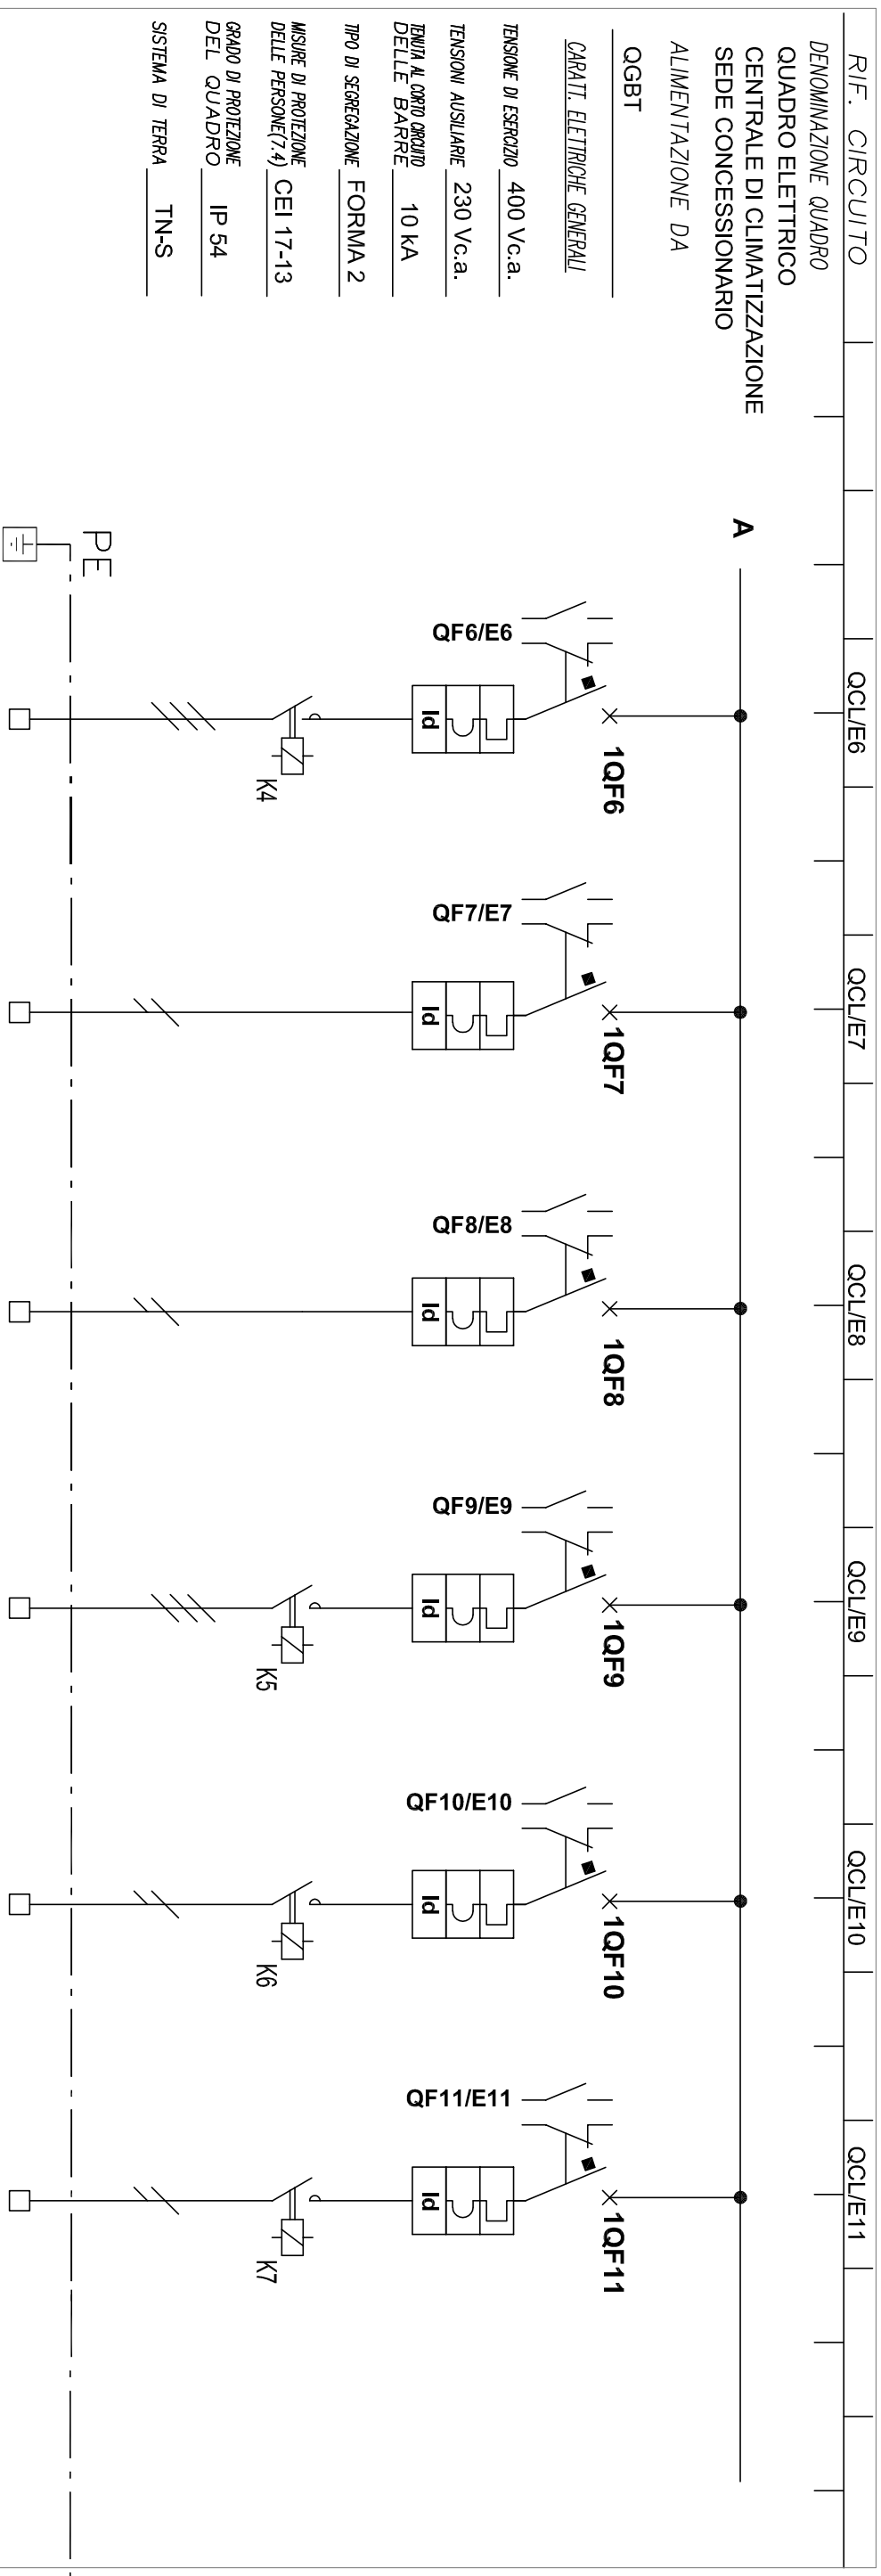 RIF. CIRCUITO
QCL/E6
QCL/E7
QCL/E8
QCL/E9
QCL/E10
QCL/E11
DENOMINAZIONE QUADRO
QUADRO ELETTRICO
CENTRALE DI CLIMATIZZAZIONE
SEDE CONCESSIONARIO
ALIMENTAZIONE DA
QGBT
CARATT. ELETTRICHE GENERALI
TENSIONE DI ESERCIZIO 400 Vc.a.
TENSIONI AUSILIARIE 230 Vc.a.
TENUTA AL CORTO CIRCUITO
DELLE BARRE 10 kA
TIPO DI SEGREGAZIONE FORMA 2
MISURE DI PROTEZIONE
DELLE PERSONE(7.4) CEI 17-13
GRADO DI PROTEZIONE
DEL QUADRO IP 54
SISTEMA DI TERRA TN-S
A
1QF6
1QF7
1QF8
1QF9
1QF10
1QF11
QF6/E6
QF7/E7
QF8/E8
QF9/E9
QF10/E10
QF11/E11
Id
Id
Id
Id
Id
Id
K4
K5
K6
K7
PE